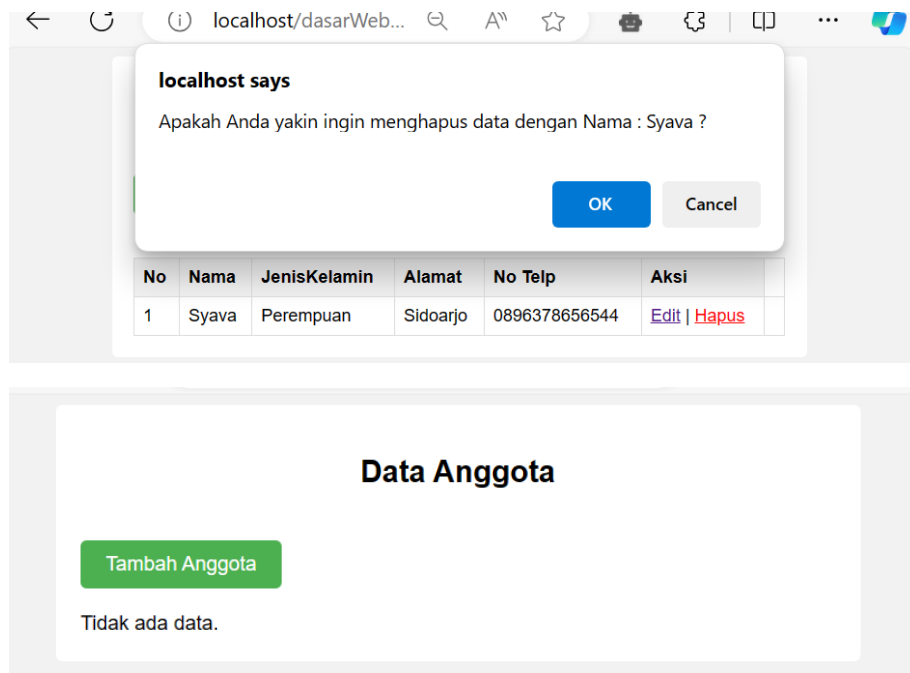 localhost/dasarWeb...
localhost says
Apakah Anda yakin ingin menghapus data dengan Nama : Syava ?
OK Cancel
No Nama JenisKelamin Alamat No Telp Aksi
1 Syava Perempuan Sidoarjo 0896378656544 Edit | Hapus
Data Anggota
Tambah Anggota
Tidak ada data.